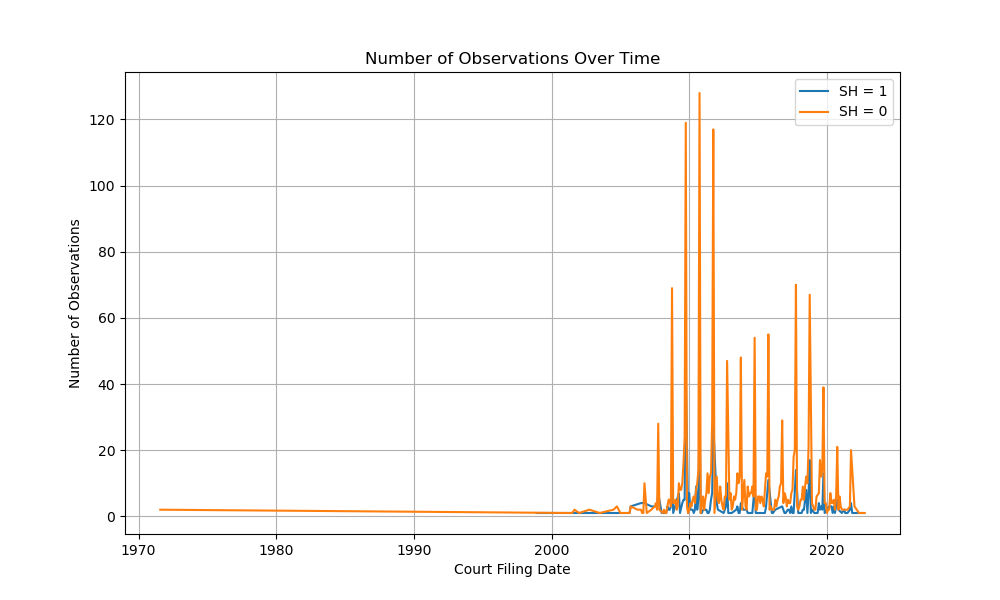 Number of Observations Over Time
SH = 1
SH = 0
Number of Observations
120
100
80
60
40
20
0
1970 1980 1990 2000 2010 2020
Court Filing Date